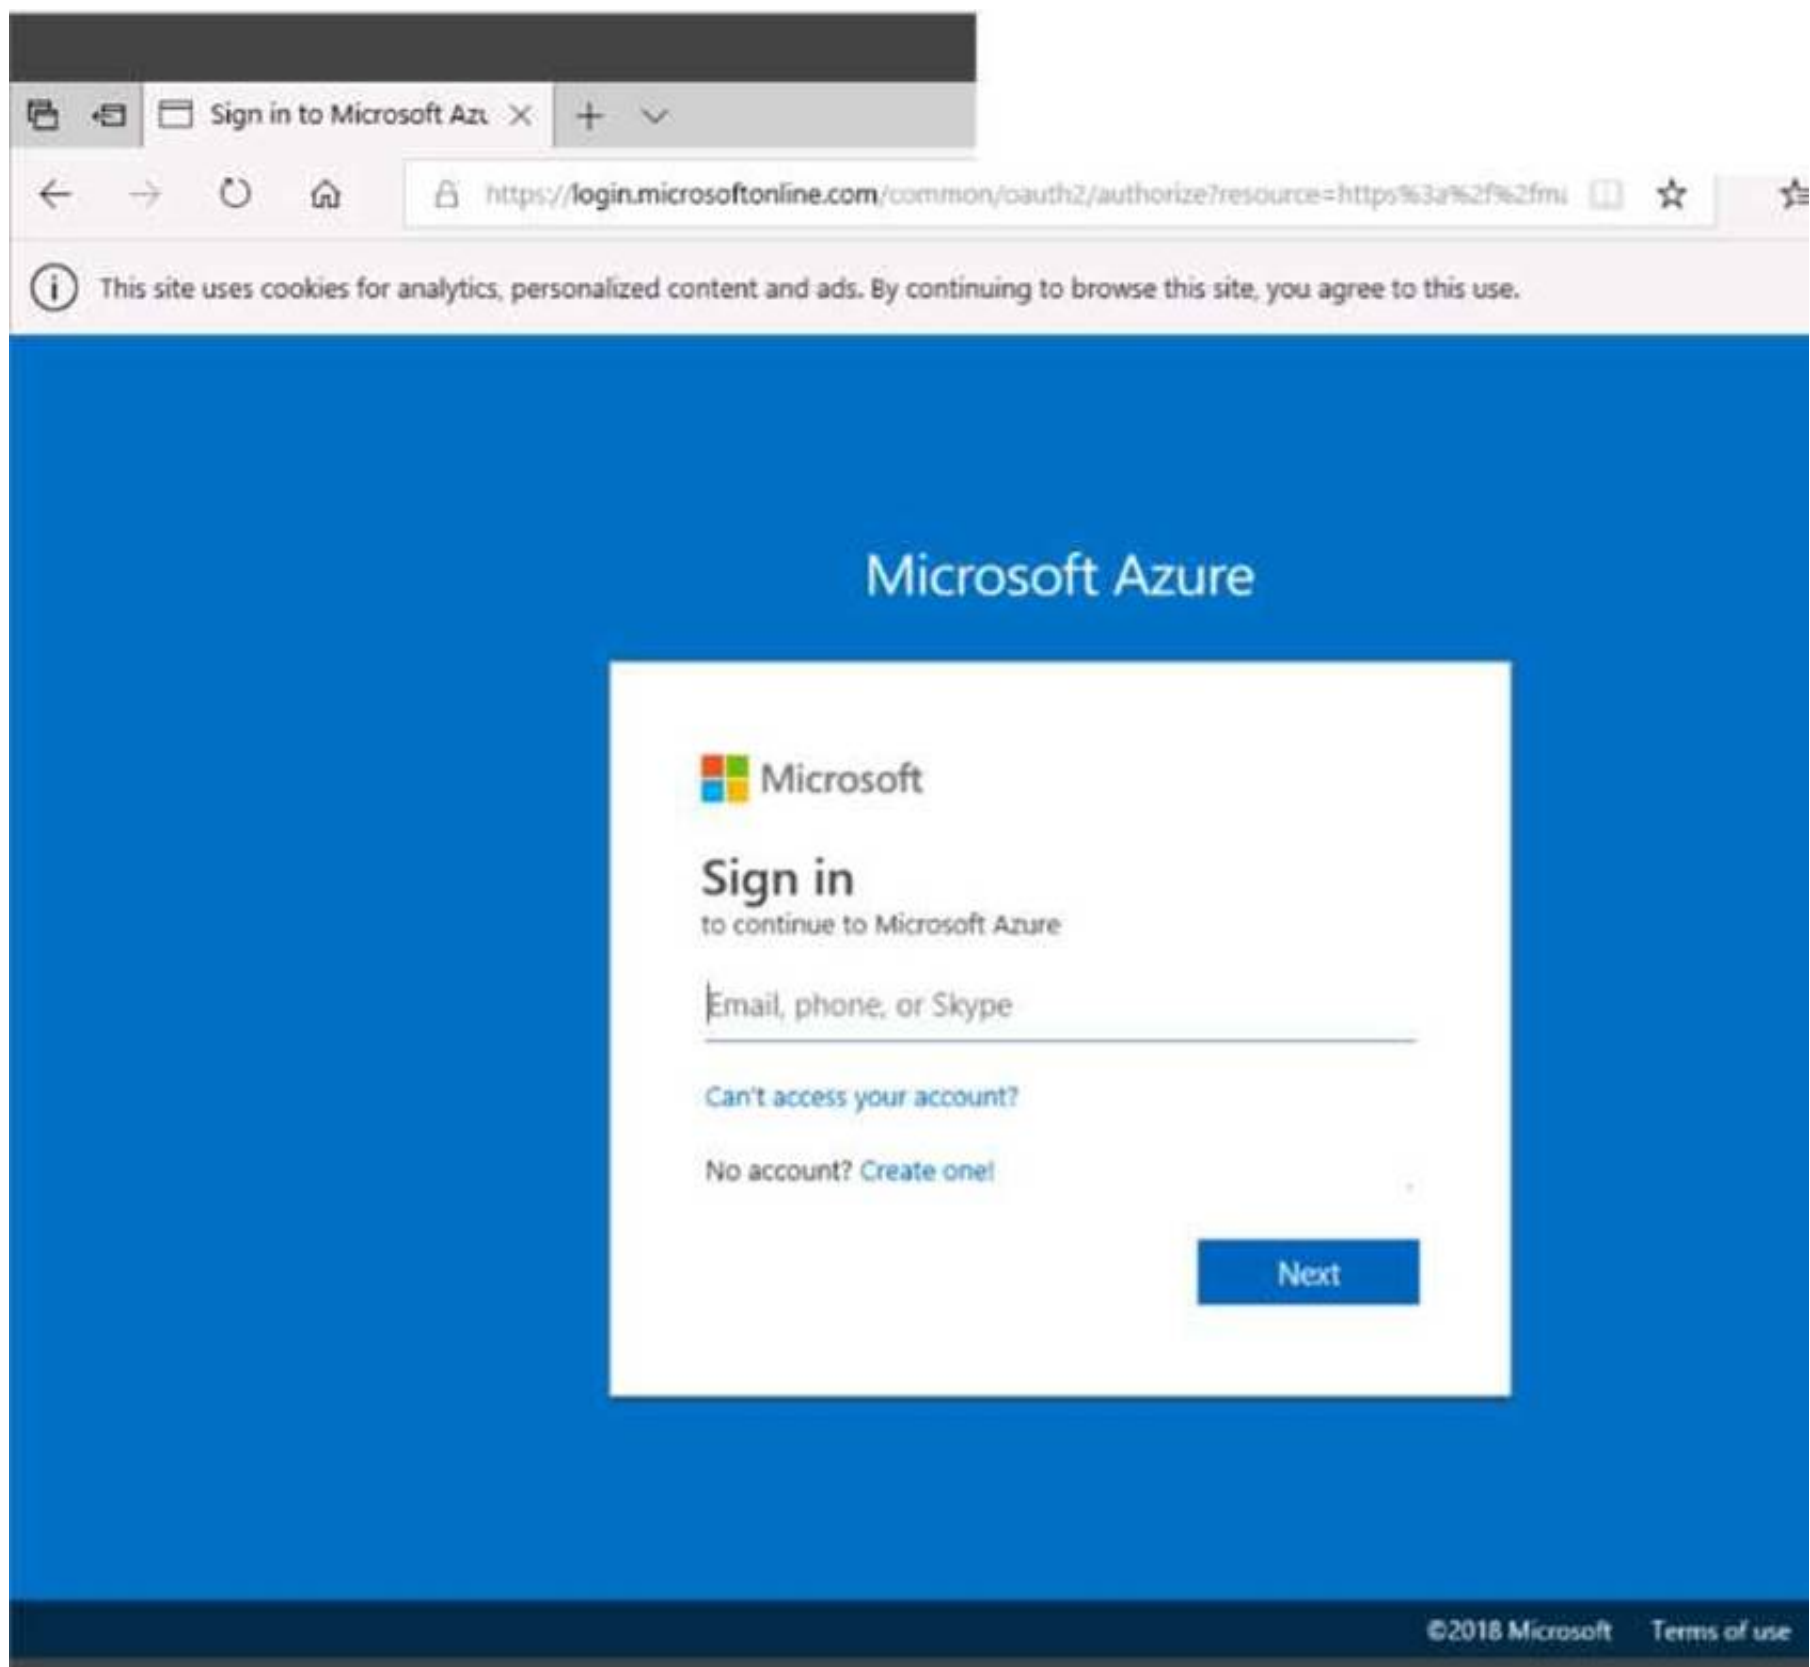 Sign in to Microsoft Azu
https://login.microsoftonline.com/common/oauth2/authorize?resource=https%3a%2f%2fma
This site uses cookies for analytics, personalized content and ads. By continuing to browse this site, you agree to this use.
Microsoft Azure
Microsoft
Sign in
to continue to Microsoft Azure
Email, phone, or Skype
Can't access your account?
No account? Create one!
Next
©2018 Microsoft Terms of use